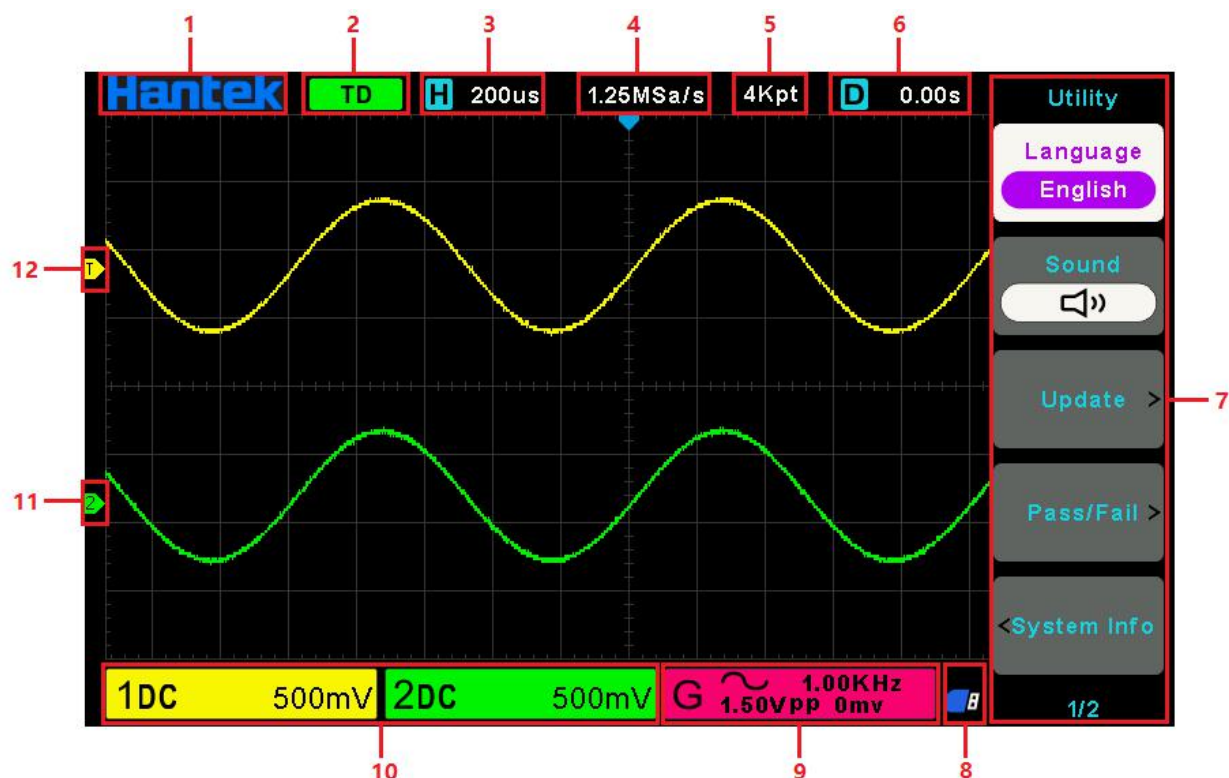 1 2 3 4 5 6
Hantek TD H 200us 1.25MSa/s 4Kpt D 0.00s Utility
Language
English
12 T
Sound
Update > 7
11 2
Pass/Fail >
<System Info
1DC 500mV 2DC 500mV G 1.00KHz
1.50Vpp 0mv
1/2
10 9 8